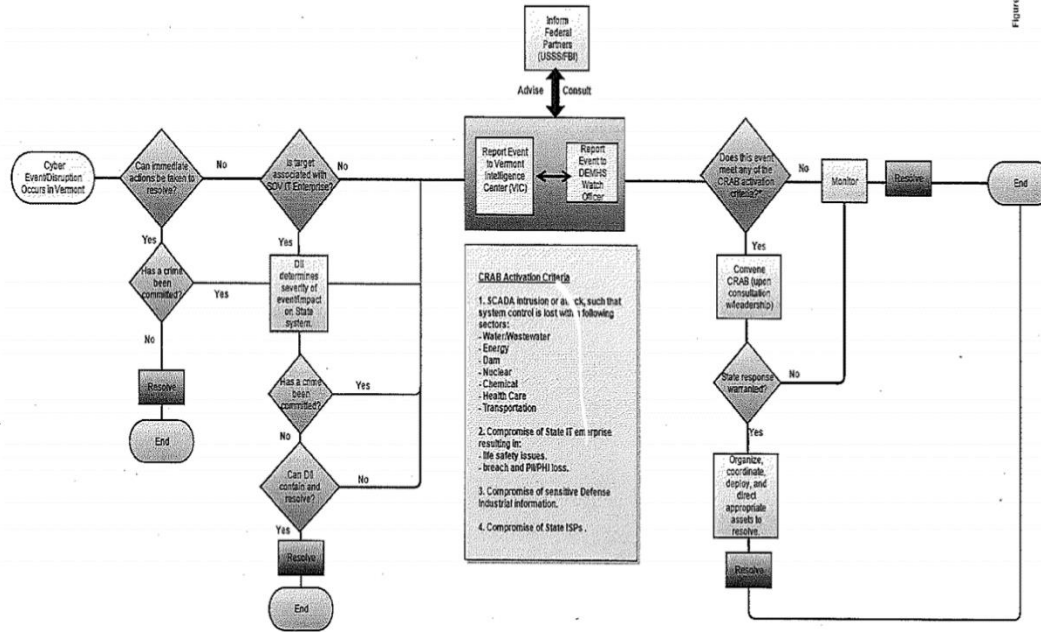 Figure
Inform
Federal
Partners
(USSS/FBI)
Advise
Consult
Cyber
Event/Disruption
Occurs in Vermont
Can immediate
actions be taken to
resolve?
No
Is target
associated with
SOV IT Enterprise?
No
Report Event
to Vermont
Intelligence
Center (VIC)
Report
Event to
DEMHS
Watch
Officer
Does this event
meet any of the
CRAB activation
criteria?
No
Monitor
Resolve
End
Yes
Has a crime
been
committed?
Yes
No
Resolve
End
Yes
DII
determines
severity of
event/impact
on State
system.
Has a crime
been
committed?
Yes
No
Can DII
contain and
resolve?
No
Yes
Resolve
End
CRAB Activation Criteria
1. SCADA intrusion or attack, such that
system control is lost with following
sectors:
- Water/Wastewater
- Energy
- Dam
- Nuclear
- Chemical
- Health Care
- Transportation
2. Compromise of State IT enterprise
resulting in:
- life safety issues.
- breach and PII/PHI loss.
3. Compromise of sensitive Defense
Industrial information.
4. Compromise of State ISPs .
Yes
Convene
CRAB (upon
consultation
w/leadership)
State response
warranted?
No
Yes
Organize,
coordinate,
deploy, and
direct
appropriate
assets to
resolve.
Resolve